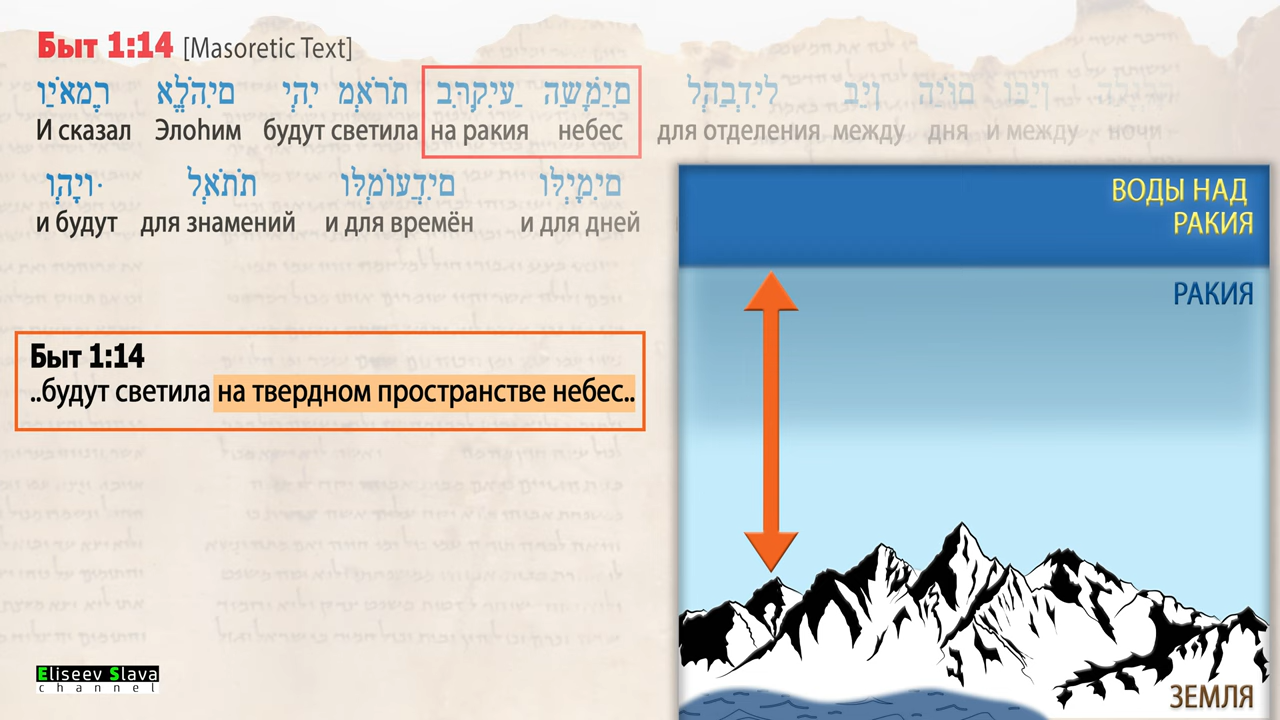 Быт 1:14 [Masoretic Text]
וַיֹּאמֶר אֱלֹהִים יְהִי מְאֹרֹת בִּרְקִיעַ הַשָּׁמַיִם לְהַבְדִּיל בֵּין הַיּוֹם וּבֵין
И сказал Элоhим будут светила на ракия небес для отделения между дня и между ночи
וְהָיוּ לְאֹתֹת וּלְמוֹעֲדִים וּלְיָמִים
и будут для знамений и для времён и для дней
ВОДЫ НАД
РАКИЯ
РАКИЯ
Быт 1:14
..будут светила на твердном пространстве небес..
ЗЕМЛЯ
Eliseev Slava
channel